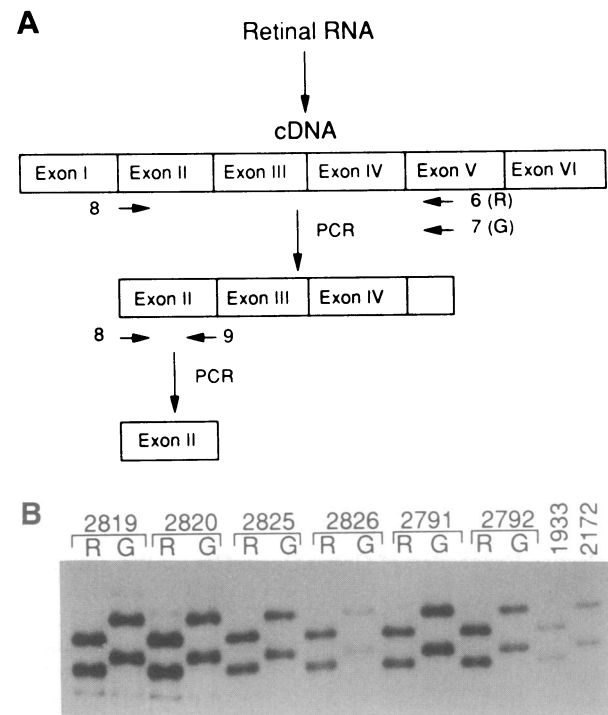 A
Retinal RNA
cDNA
Exon I Exon II Exon III Exon IV Exon V Exon VI
8 6 (R)
7 (G)
PCR
Exon II Exon III Exon IV
8 9
PCR
Exon II
B
2819 2820 2825 2826 2791 2792 1933 2172
R G R G R G R G R G R G